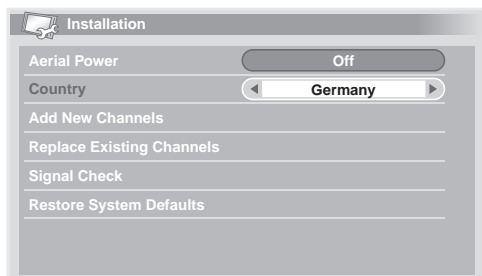 Installation
Aerial Power Off
Country Germany
Add New Channels
Replace Existing Channels
Signal Check
Restore System Defaults